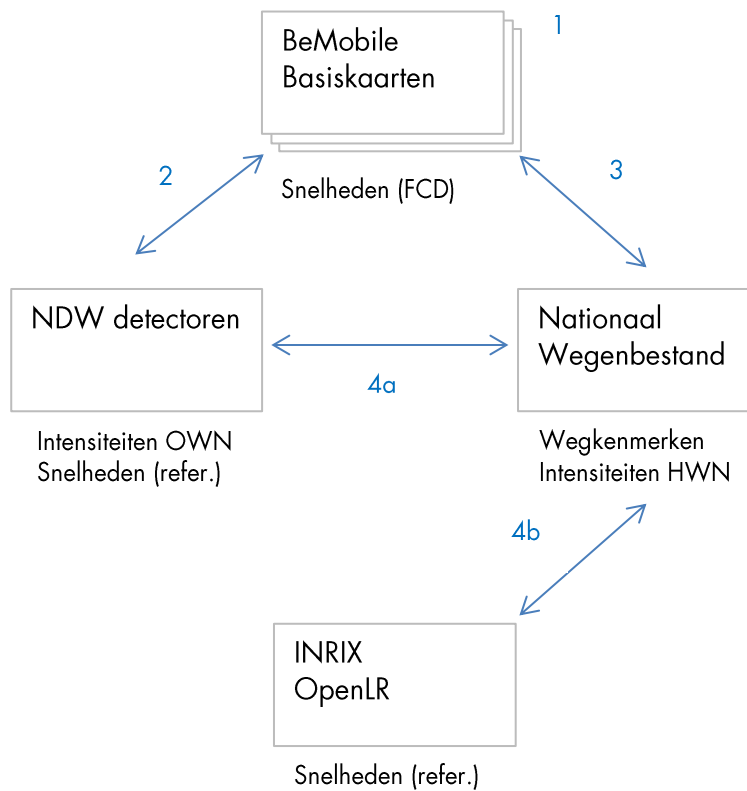 1
BeMobile
Basiskaarten
2
3
Snelheden (FCD)
NDW detectoren
Nationaal
Wegenbestand
4a
Intensiteiten OWN
Snelheden (refer.)
Wegkenmerken
Intensiteiten HWN
4b
INRIX
OpenLR
Snelheden (refer.)